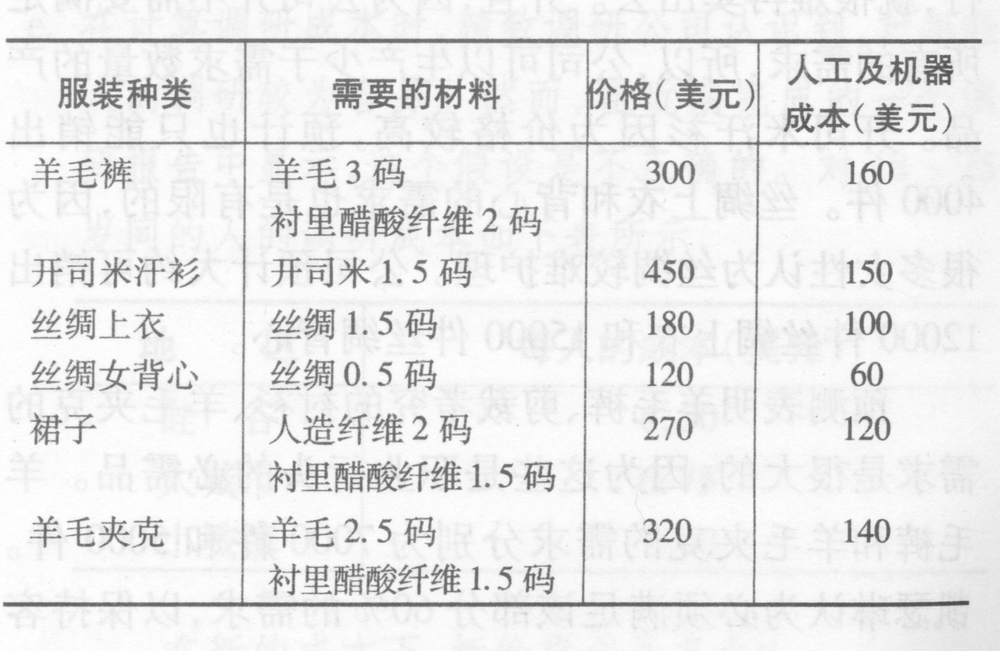 服装种类 需要的材料 价格(美元) 人工及机器成本(美元)
羊毛裤 羊毛3码 300 160
衬里醋酸纤维2码
开司米汗衫 开司米1.5码 450 150
丝绸上衣 丝绸1.5码 180 100
丝绸女背心 丝绸0.5码 120 60
裙子 人造纤维2码 270 120
衬里醋酸纤维1.5码
羊毛夹克 羊毛2.5码 320 140
衬里醋酸纤维1.5码